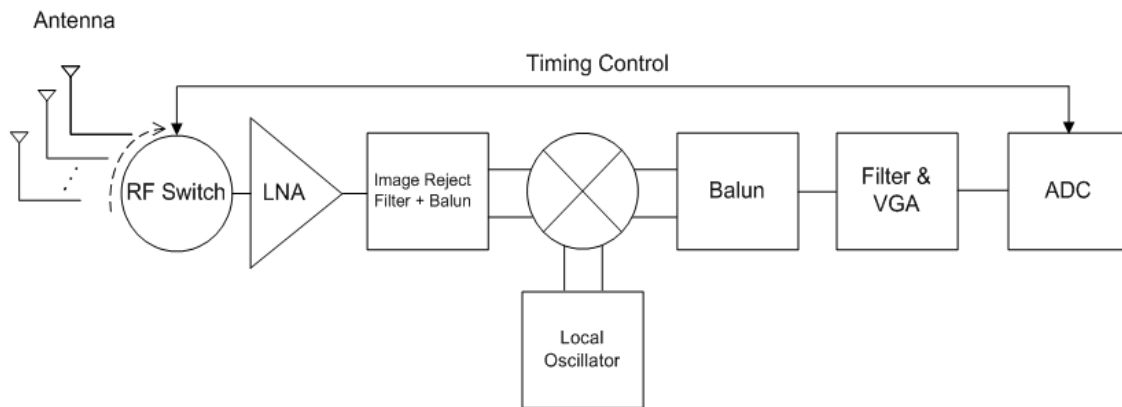 Antenna
Timing Control
RF Switch
LNA
Image Reject
Filter + Balun
Balun
Filter &
VGA
ADC
Local
Oscillator